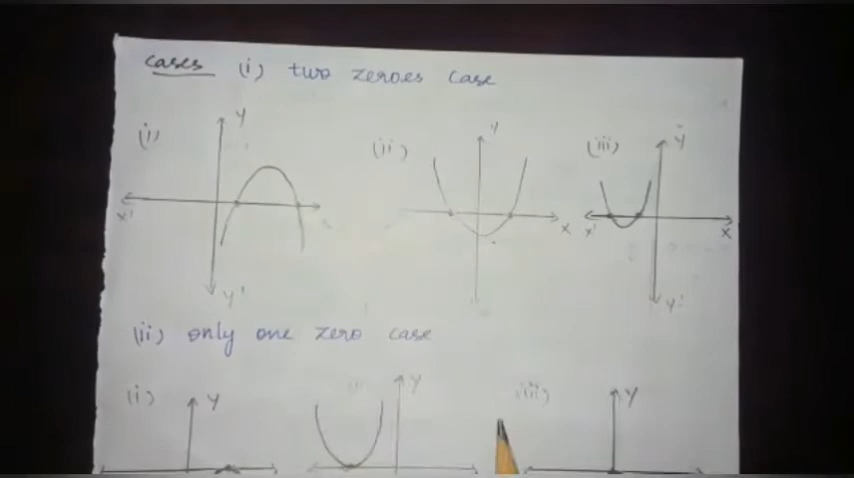 cases (i) two zeroes case
(i) (ii) (iii)
Y Y Y
X' X X' X
Y' Y'
(ii) only one zero case
(i) (iii)
Y Y Y